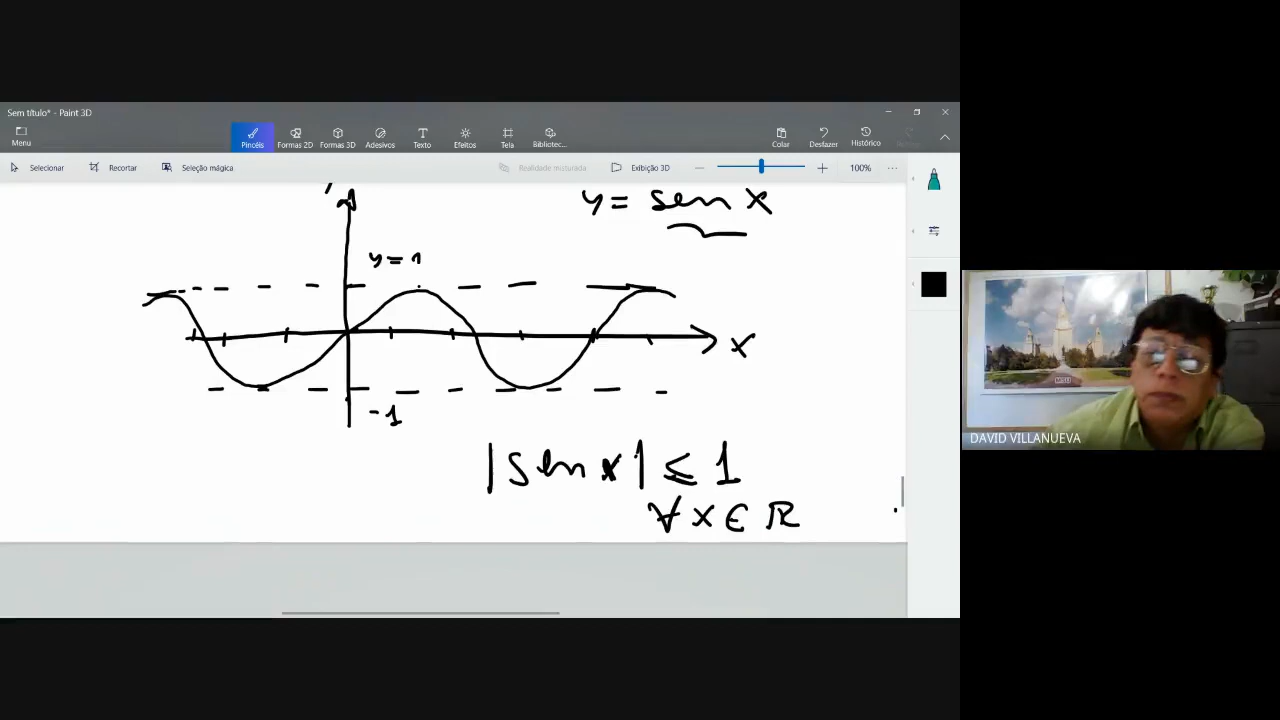 Sem título* - Paint 3D
Menu
Pincéis Formas 2D Formas 3D Adesivos Texto Efeitos Tela Bibliotec... Colar Desfazer Histórico
Selecionar Recortar Seleção mágica Realidade misturada Exibição 3D 100%
y = sen x
y = 1
x
-1
|sen x| ≤ 1
∀ x ∈ ℝ
MSU
DAVID VILLANUEVA